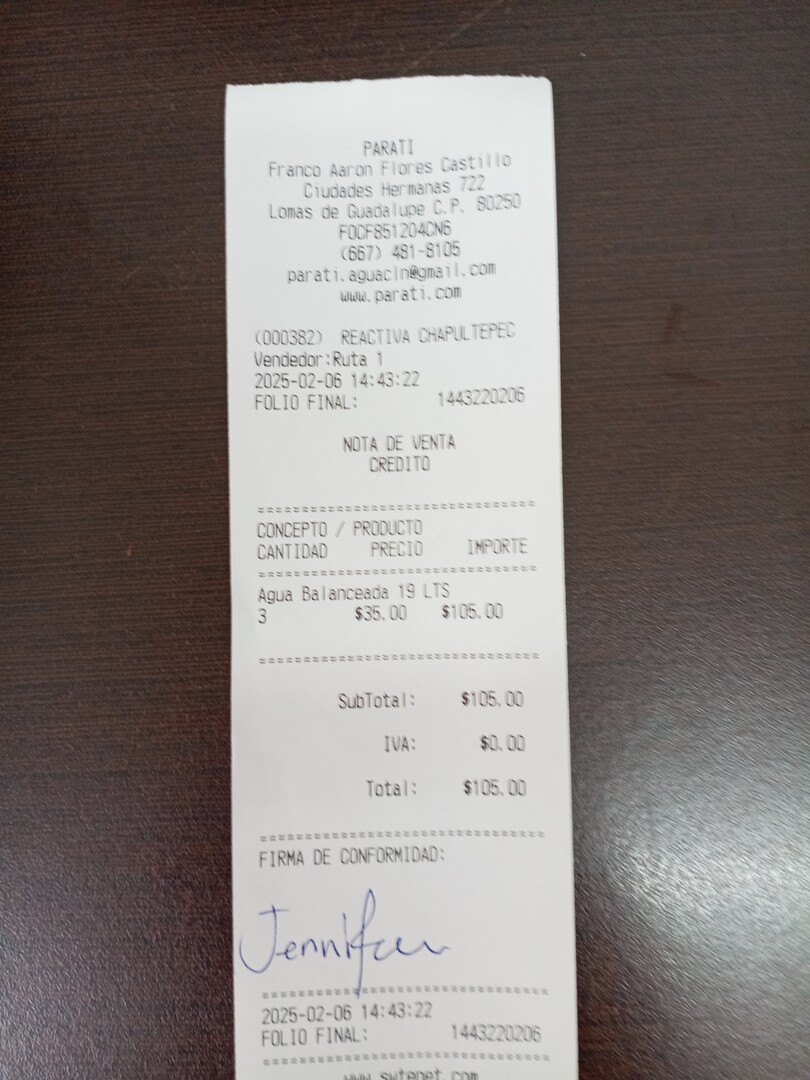 PARATI
Franco Aaron Flores Castillo
Ciudades Hermanas 722
Lomas de Guadalupe C.P. 80250
FOCF851204CN6
(667) 481-8105
parati.aguacln@gmail.com
www.parati.com
(000382) REACTIVA CHAPULTEPEC
Vendedor:Ruta 1
2025-02-06 14:43:22
FOLIO FINAL: 1443220206
NOTA DE VENTA
CREDITO
==============================
CONCEPTO / PRODUCTO
CANTIDAD PRECIO IMPORTE
==============================
Agua Balanceada 19 LTS
3 $35.00 $105.00
==============================
SubTotal: $105.00
IVA: $0.00
Total: $105.00
==============================
FIRMA DE CONFORMIDAD:
Jennifer
==============================
2025-02-06 14:43:22
FOLIO FINAL: 1443220206
==============================